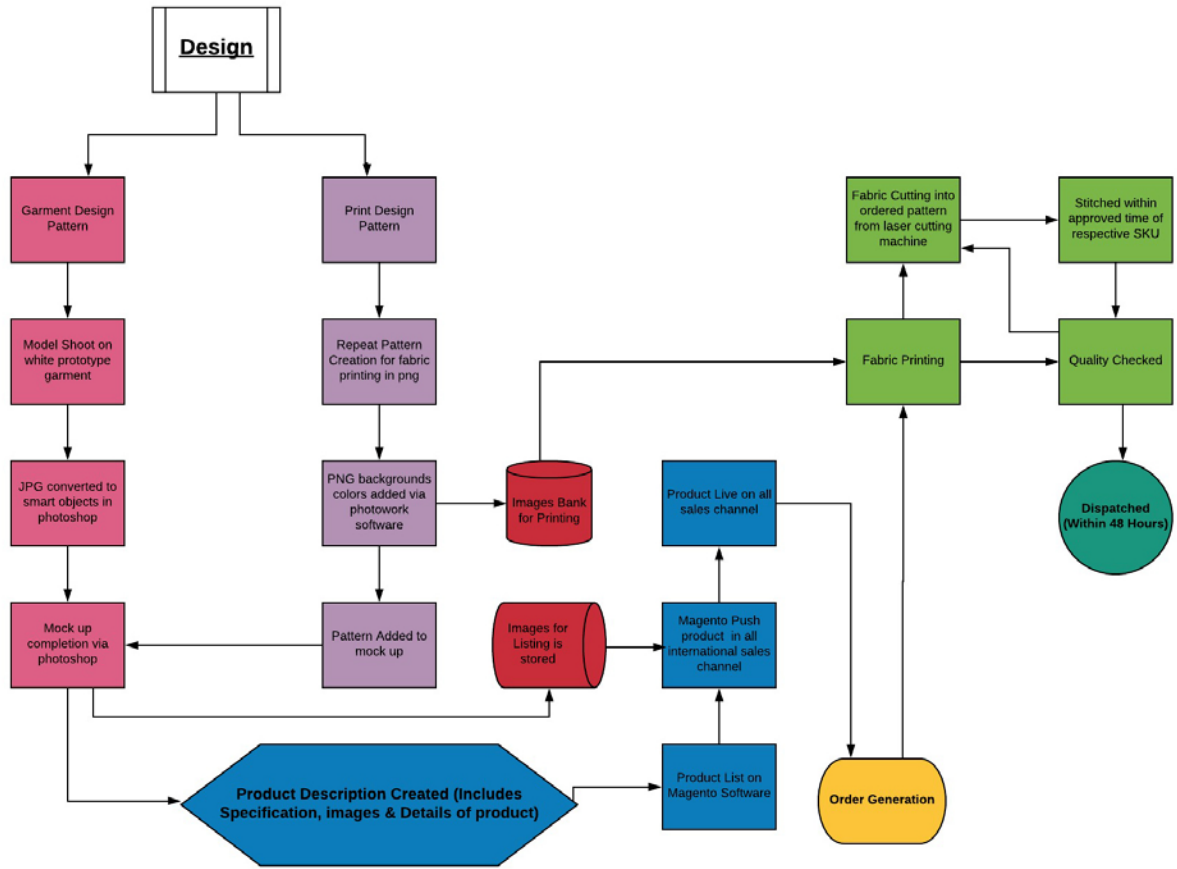 Design
Garment Design
Pattern
Print Design
Pattern
Fabric Cutting into
ordered pattern
from laser cutting
machine
Stitched within
approved time of
respective SKU
Model Shoot on
white prototype
garment
Repeat Pattern
Creation for fabric
printing in png
Fabric Printing
Quality Checked
JPG converted to
smart objects in
photoshop
PNG backgrounds
colors added via
photowork
software
Images Bank
for Printing
Product Live on all
sales channel
Dispatched
(Within 48 Hours)
Mock up
completion via
photoshop
Pattern Added to
mock up
Images for
Listing is
stored
Magento Push
product in all
international sales
channel
Product Description Created (Includes
Specification, images & Details of product)
Product List on
Magento Software
Order Generation